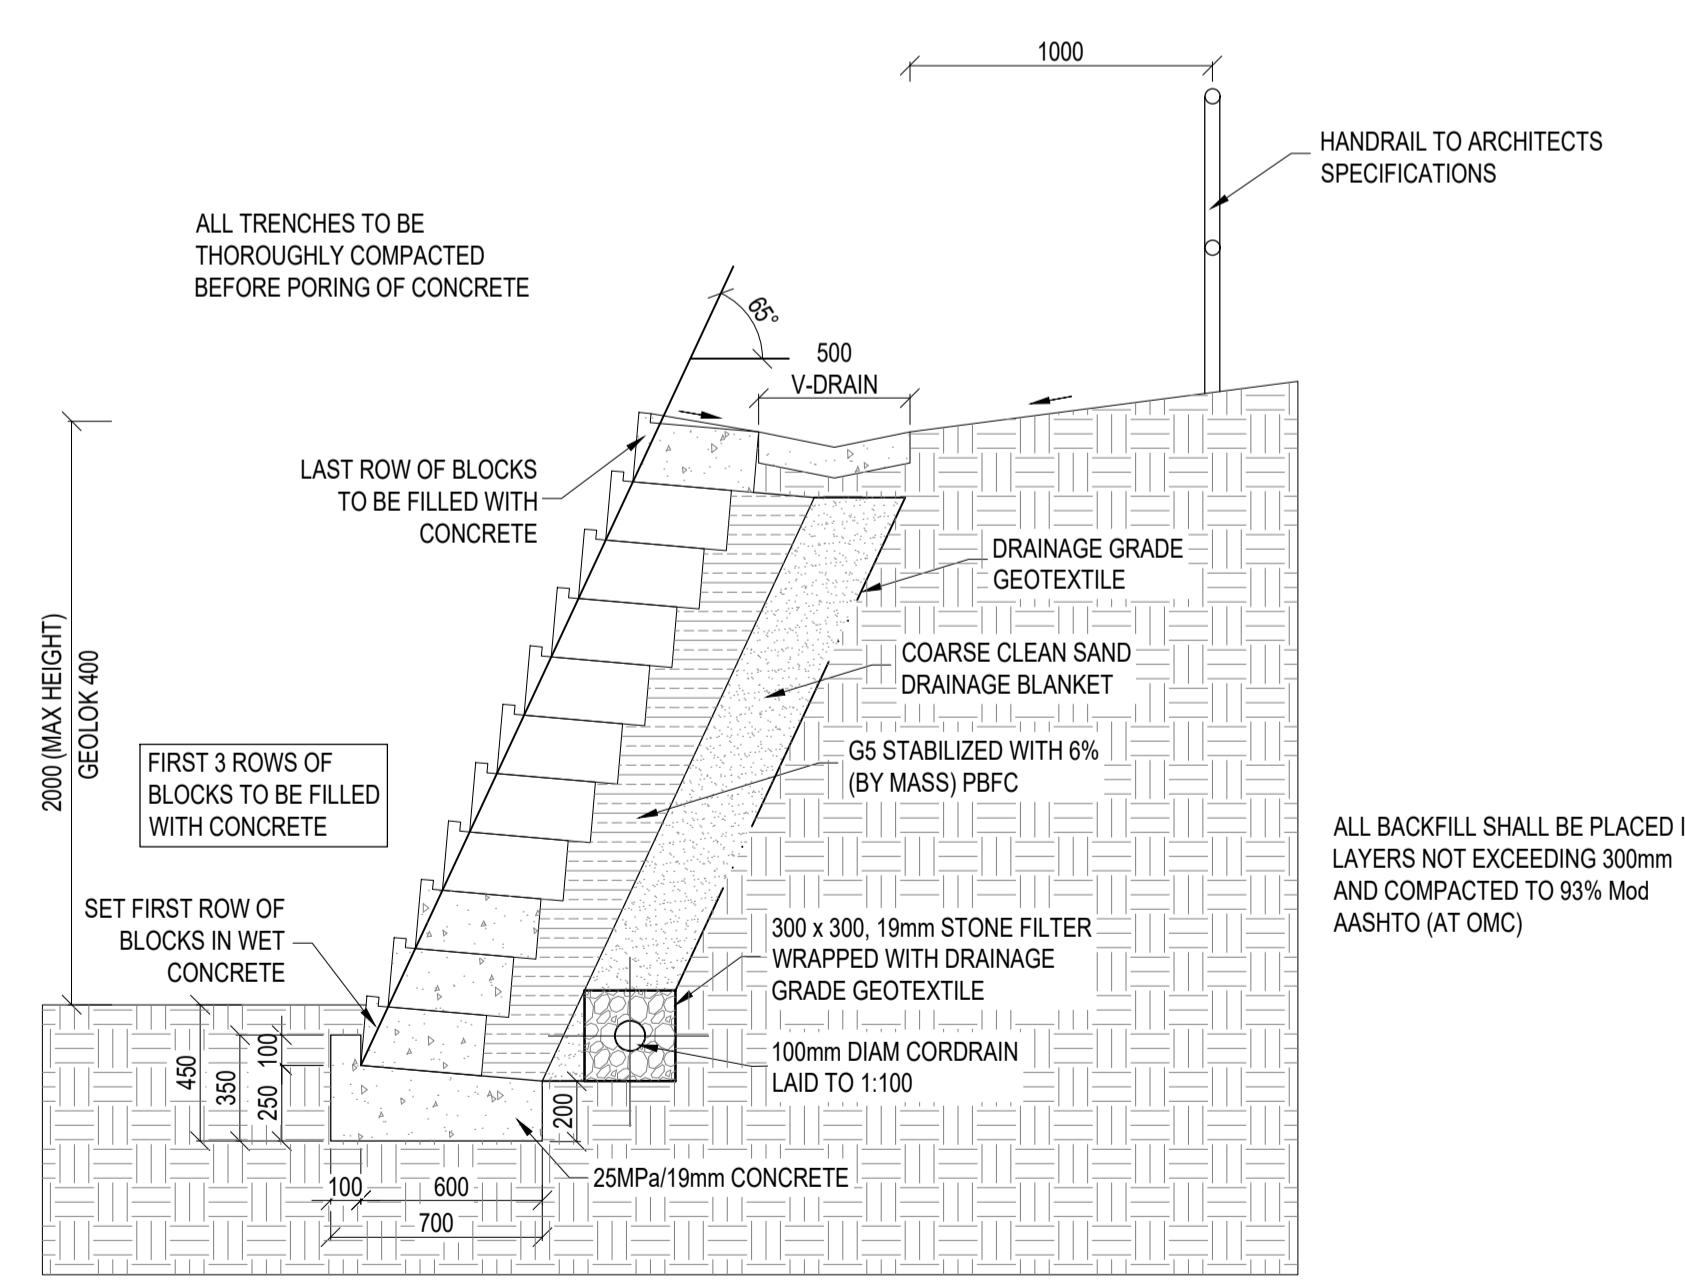 1000
HANDRAIL TO ARCHITECTS
SPECIFICATIONS
ALL TRENCHES TO BE
THOROUGHLY COMPACTED
BEFORE PORING OF CONCRETE
65°
500
V-DRAIN
LAST ROW OF BLOCKS
TO BE FILLED WITH
CONCRETE
DRAINAGE GRADE
GEOTEXTILE
COARSE CLEAN SAND
DRAINAGE BLANKET
2000 (MAX HEIGHT)
GEOLOK 400
G5 STABILIZED WITH 6%
(BY MASS) PBFC
FIRST 3 ROWS OF
BLOCKS TO BE FILLED
WITH CONCRETE
ALL BACKFILL SHALL BE PLACED I
LAYERS NOT EXCEEDING 300mm
AND COMPACTED TO 93% Mod
AASHTO (AT OMC)
SET FIRST ROW OF
BLOCKS IN WET
CONCRETE
300 x 300, 19mm STONE FILTER
WRAPPED WITH DRAINAGE
GRADE GEOTEXTILE
100mm DIAM CORDRAIN
LAID TO 1:100
450
350
100
250
200
25MPa/19mm CONCRETE
100
600
700